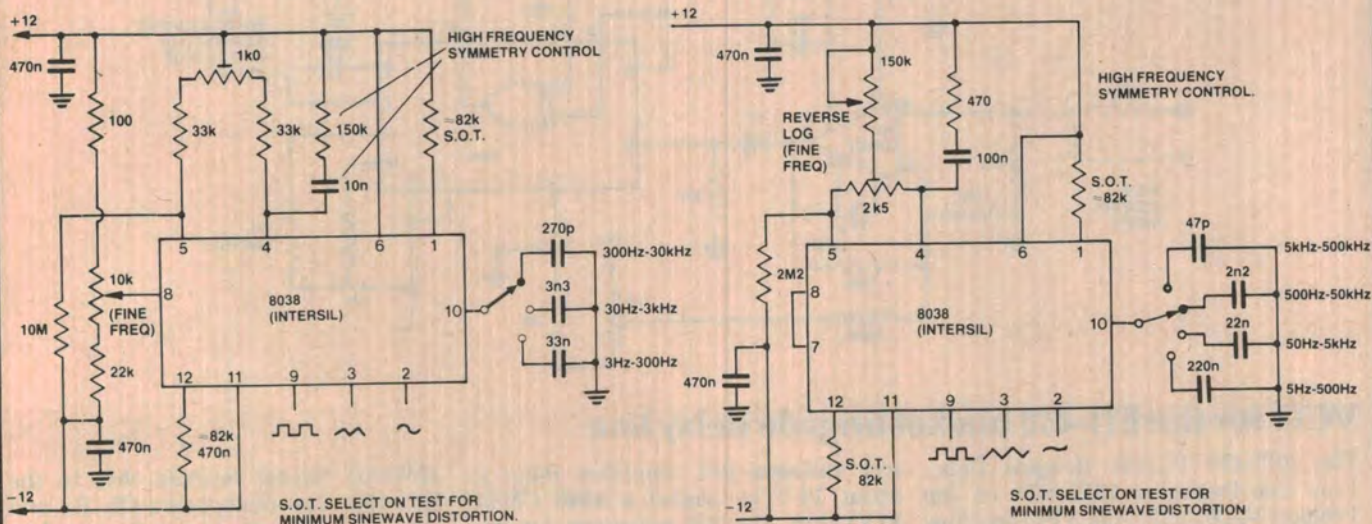 +12
470n
100
1k0
33k
33k
150k
10n
HIGH FREQUENCY
SYMMETRY CONTROL
≈82k
S.O.T.
5
4
6
1
10k
8
(FINE
FREQ)
10M
22k
470n
8038
(INTERSIL)
10
270p
300Hz-30kHz
3n3
30Hz-3kHz
33n
3Hz-300Hz
12
11
9
3
2
≈82k
470n
-12
S.O.T. SELECT ON TEST FOR
MINIMUM SINEWAVE DISTORTION.
+12
470n
150k
REVERSE
LOG
(FINE
FREQ)
470
100n
2k5
HIGH FREQUENCY
SYMMETRY CONTROL.
S.O.T.
≈82k
5
4
6
1
2M2
8
7
470n
8038
(INTERSIL)
10
47p
5kHz-500kHz
2n2
500Hz-50kHz
22n
50Hz-5kHz
220n
5Hz-500Hz
12
11
9
3
2
S.O.T.
82k
-12
S.O.T. SELECT ON TEST FOR
MINIMUM SINEWAVE DISTORTION